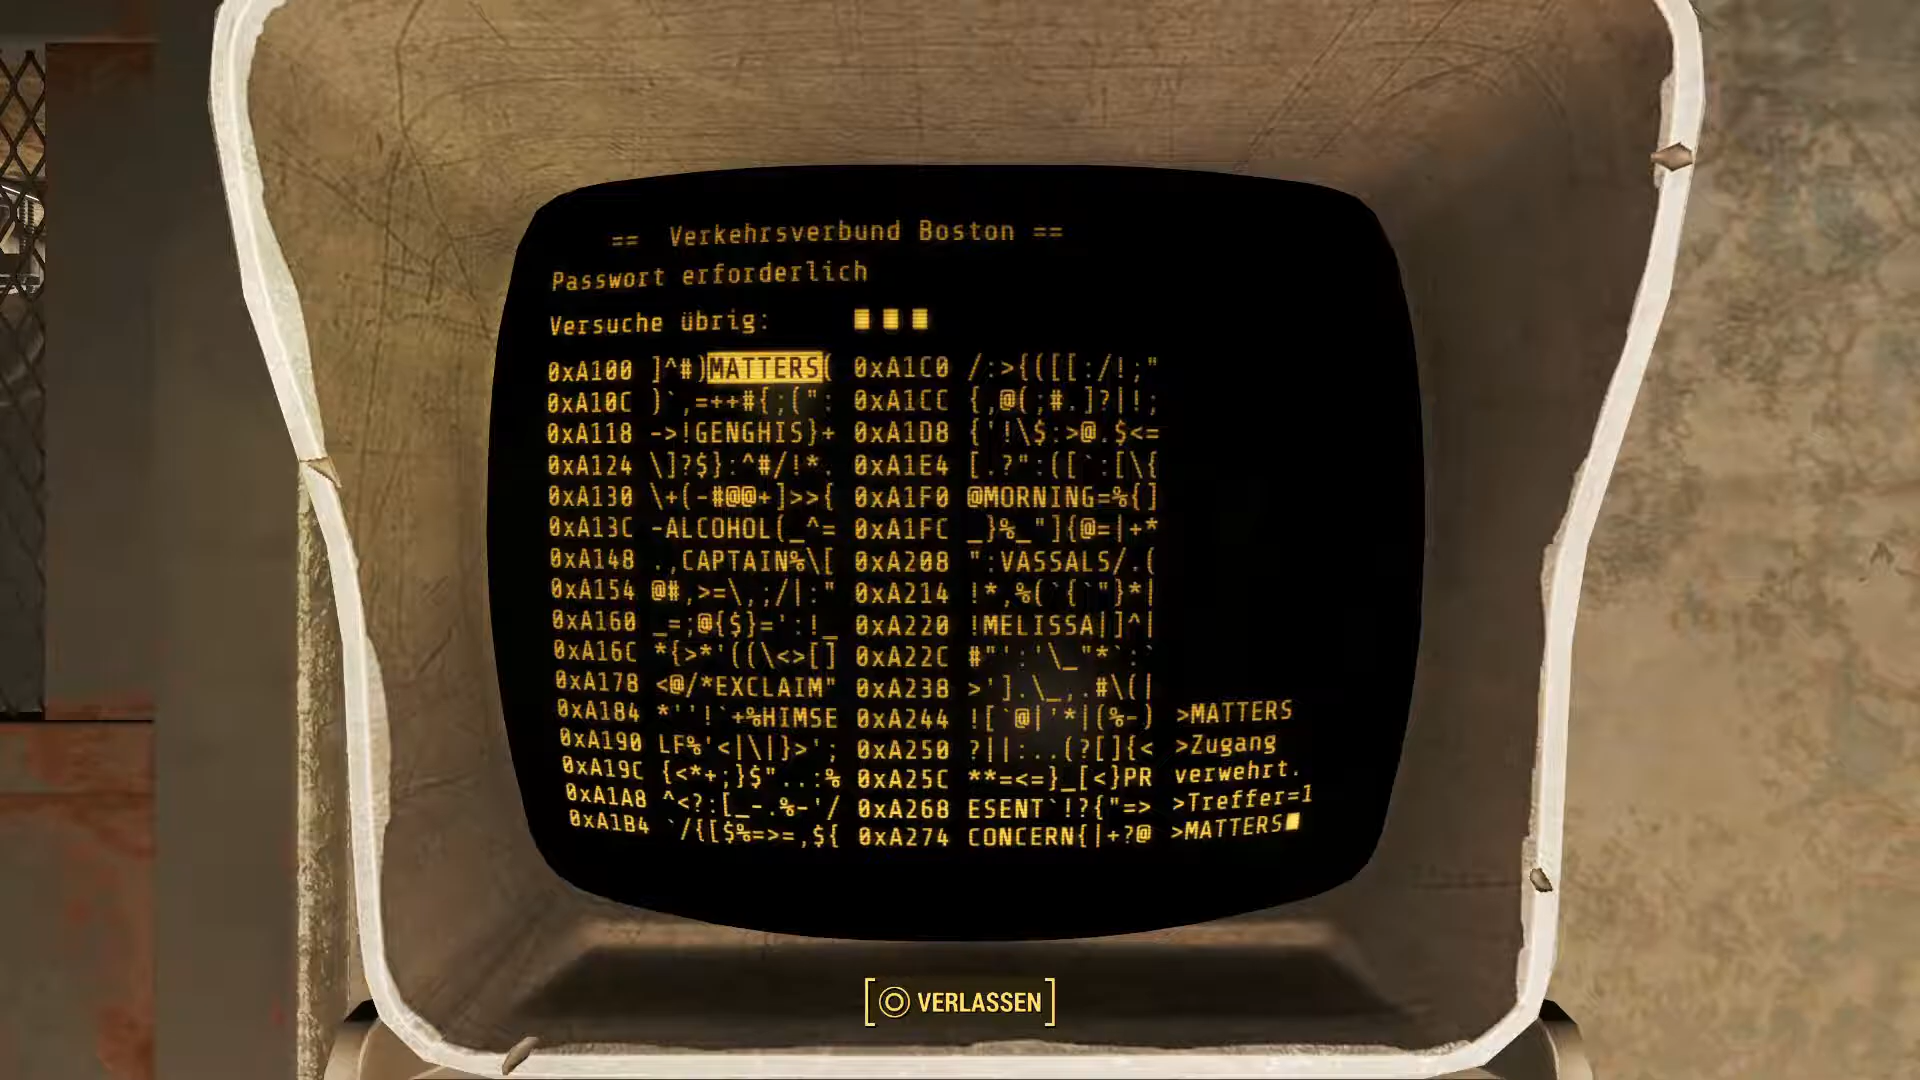 == Verkehrsverbund Boston ==
Passwort erforderlich
Versuche übrig:
0xA100 ]^#)MATTERS( 0xA1C0 /:>{([[:/!;"
0xA10C )`,=++#{;(": 0xA1CC {,@(;#.]?|!;
0xA118 ->!GENGHIS}+ 0xA1D8 {'!\$:>@.$<=
0xA124 \]?$}:^#/!*. 0xA1E4 [.?":([`:[\{
0xA130 \+(-#@@+]>>{ 0xA1F0 @MORNING=%{]
0xA13C -ALCOHOL(_^= 0xA1FC _}%_"]{@=|+*
0xA148 .,CAPTAIN%\[ 0xA208 ":VASSALS/.(
0xA154 @#,>=\,;/|:" 0xA214 !*,%(`{`"}*|
0xA160 _=;@{$}=':!_ 0xA220 !MELISSA|]^|
0xA16C *{>*'((\<>[] 0xA22C #"':'\_"*`:`
0xA178 <@/*EXCLAIM" 0xA238 >'].\_,.#\(|
0xA184 *''!`+%HIMSE 0xA244 ![`@|'*|(%-) >MATTERS
0xA190 LF%'<|\|}>'; 0xA250 ?||:..(?[]{< >Zugang
0xA19C {<*+;}$"..:% 0xA25C **=<=}_[<}PR verwehrt.
0xA1A8 ^<?:[_-.%-'/ 0xA268 ESENT`!?{"=> >Treffer=1
0xA1B4 `/{[$%=>=,${ 0xA274 CONCERN{|+?@ >MATTERS
[VERLASSEN]